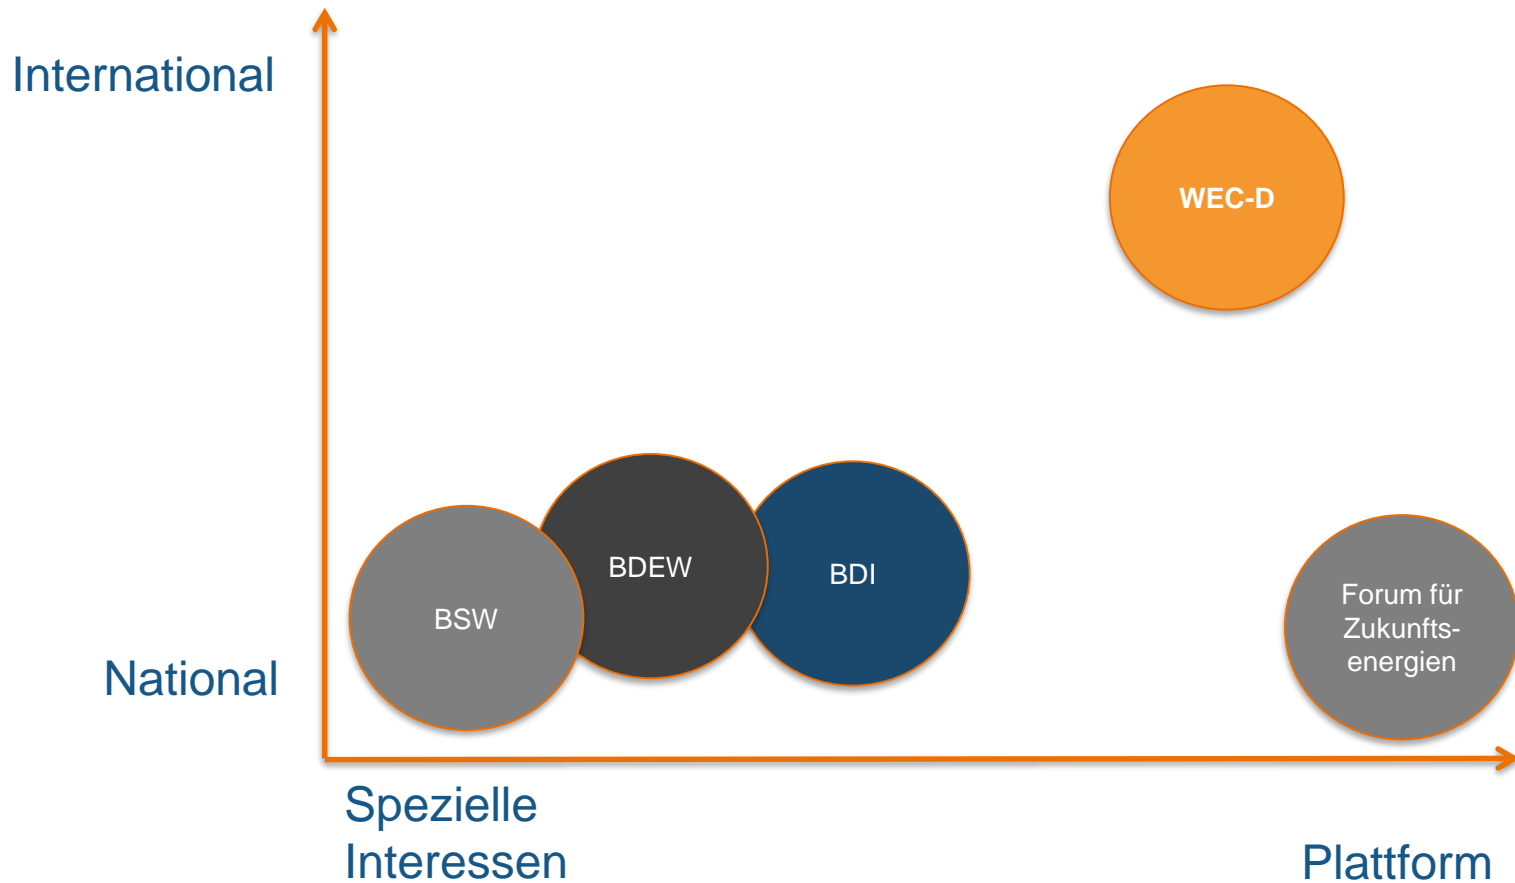 International
WEC-D
BDEW
BDI
BSW
Forum für
Zukunfts-
energien
National
Spezielle
Interessen
Plattform